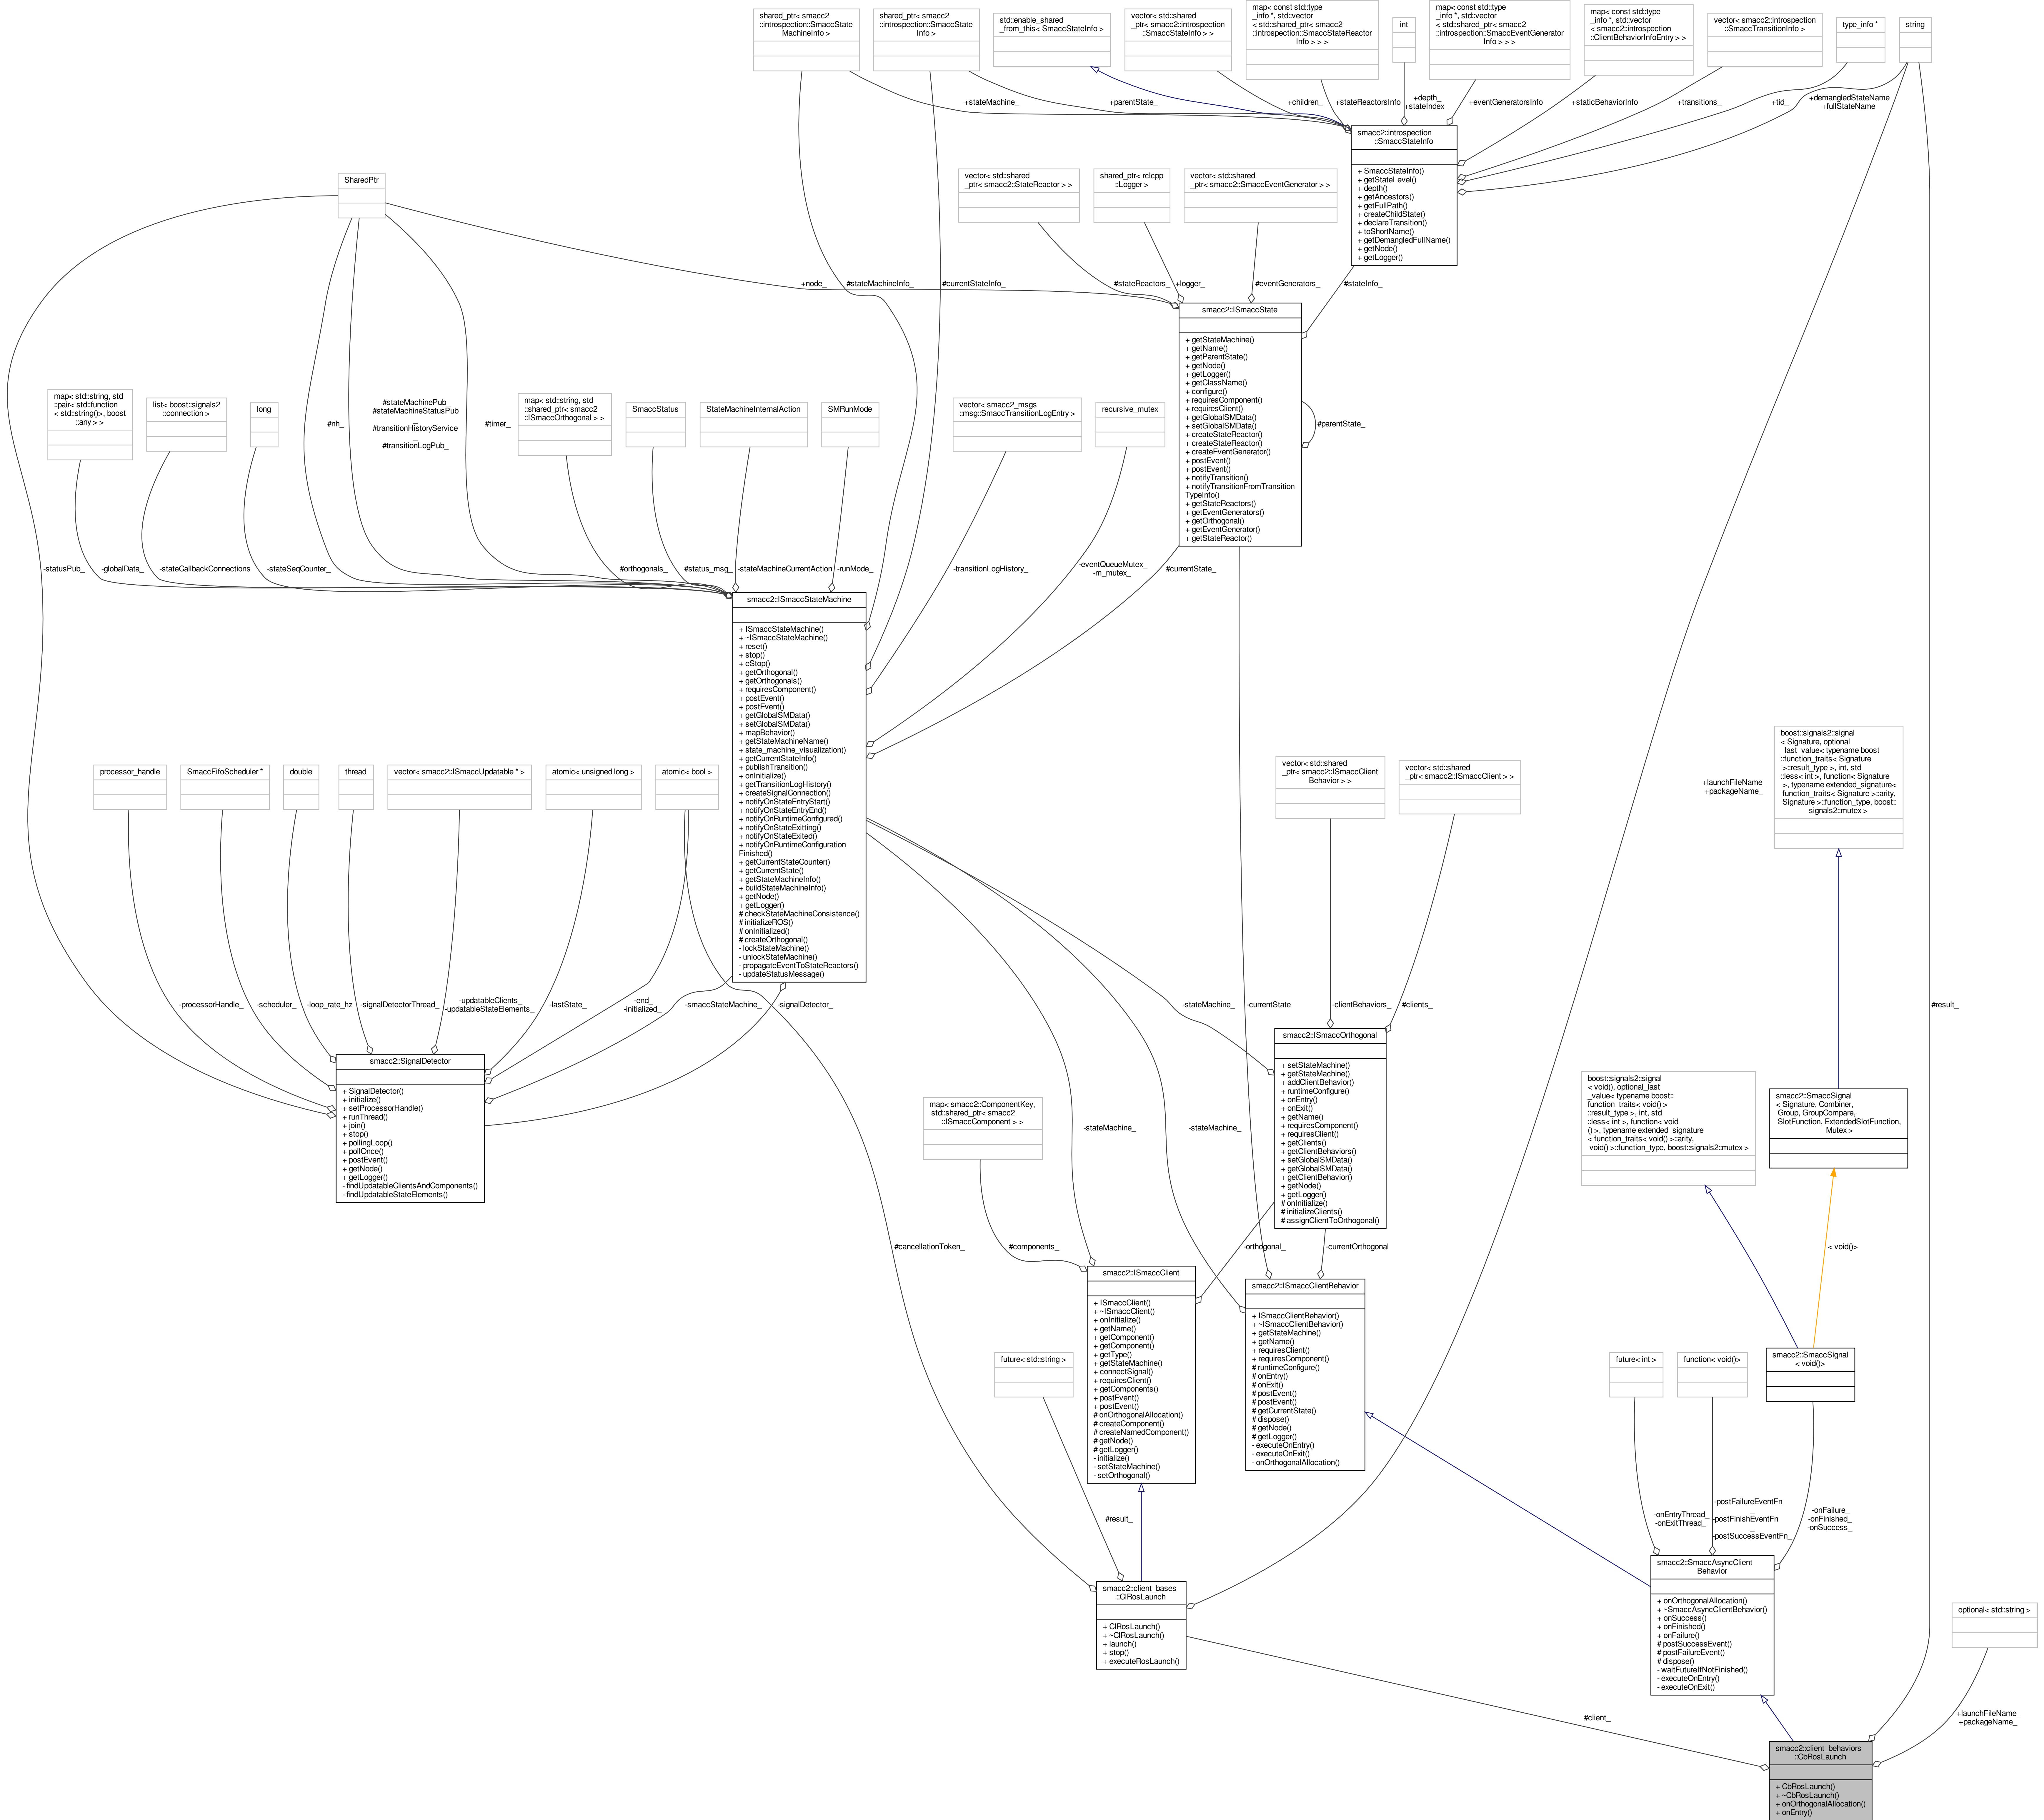 shared_ptr< smacc2
::introspection::SmaccState
MachineInfo >
shared_ptr< smacc2
::introspection::SmaccState
Info >
std::enable_shared
_from_this< SmaccStateInfo >
vector< std::shared
_ptr< smacc2::introspection
::SmaccStateInfo > >
map< const std::type
_info *, std::vector
< std::shared_ptr< smacc2
::introspection::SmaccStateReactor
Info > > >
int
map< const std::type
_info *, std::vector
< std::shared_ptr< smacc2
::introspection::SmaccEventGenerator
Info > > >
map< const std::type
_info *, std::vector
< smacc2::introspection
::ClientBehaviorInfoEntry > >
vector< smacc2::introspection
::SmaccTransitionInfo >
type_info *
string
+stateMachine_
+parentState_
+children_
+stateReactorsInfo
+depth_
+stateIndex_
+eventGeneratorsInfo
+staticBehaviorInfo
+transitions_
+tid_
+demangledStateName
+fullStateName
smacc2::introspection
::SmaccStateInfo
+ SmaccStateInfo()
+ getStateLevel()
+ depth()
+ getAncestors()
+ getFullPath()
+ createChildState()
+ declareTransition()
+ toShortName()
+ getDemangledFullName()
+ getNode()
+ getLogger()
SharedPtr
vector< std::shared
_ptr< smacc2::StateReactor > >
shared_ptr< rclcpp
::Logger >
vector< std::shared
_ptr< smacc2::SmaccEventGenerator > >
+node_
#stateMachineInfo_
#currentStateInfo_
#stateReactors_
+logger_
#eventGenerators_
#stateInfo_
smacc2::ISmaccState
+ getStateMachine()
+ getName()
+ getParentState()
+ getNode()
+ getLogger()
+ getClassName()
+ configure()
+ requiresComponent()
+ requiresClient()
+ getGlobalSMData()
+ setGlobalSMData()
+ createStateReactor()
+ createStateReactor()
+ createEventGenerator()
+ postEvent()
+ postEvent()
+ notifyTransition()
+ notifyTransitionFromTransition
TypeInfo()
+ getStateReactors()
+ getEventGenerators()
+ getOrthogonal()
+ getEventGenerator()
+ getStateReactor()
#parentState_
map< std::string, std
::pair< std::function
< std::string()>, boost
::any > >
list< boost::signals2
::connection >
long
#nh_
#stateMachinePub_
#stateMachineStatusPub
_
#transitionHistoryService
_
#transitionLogPub_
#timer_
map< std::string, std
::shared_ptr< smacc2
::ISmaccOrthogonal > >
SmaccStatus
StateMachineInternalAction
SMRunMode
vector< smacc2_msgs
::msg::SmaccTransitionLogEntry >
recursive_mutex
-statusPub_
-globalData_
-stateCallbackConnections
-stateSeqCounter_
#orthogonals_
#status_msg_
-stateMachineCurrentAction
-runMode_
-transitionLogHistory_
-eventQueueMutex_
-m_mutex_
#currentState_
smacc2::ISmaccStateMachine
+ ISmaccStateMachine()
+ ~ISmaccStateMachine()
+ reset()
+ stop()
+ eStop()
+ getOrthogonal()
+ getOrthogonals()
+ requiresComponent()
+ postEvent()
+ postEvent()
+ getGlobalSMData()
+ setGlobalSMData()
+ mapBehavior()
+ getStateMachineName()
+ state_machine_visualization()
+ getCurrentStateInfo()
+ publishTransition()
+ onInitialize()
+ getTransitionLogHistory()
+ createSignalConnection()
+ notifyOnStateEntryStart()
+ notifyOnStateEntryEnd()
+ notifyOnRuntimeConfigured()
+ notifyOnStateExitting()
+ notifyOnStateExited()
+ notifyOnRuntimeConfiguration
Finished()
+ getCurrentStateCounter()
+ getCurrentState()
+ getStateMachineInfo()
+ buildStateMachineInfo()
+ getNode()
+ getLogger()
# checkStateMachineConsistence()
# initializeROS()
# onInitialized()
# createOrthogonal()
- lockStateMachine()
- unlockStateMachine()
- propagateEventToStateReactors()
- updateStatusMessage()
processor_handle
SmaccFifoScheduler *
double
thread
vector< smacc2::ISmaccUpdatable * >
atomic< unsigned long >
atomic< bool >
-processorHandle_
-scheduler_
-loop_rate_hz
-signalDetectorThread_
-updatableClients_
-updatableStateElements_
-lastState_
-end_
-initialized_
-smaccStateMachine_
-signalDetector_
smacc2::SignalDetector
+ SignalDetector()
+ initialize()
+ setProcessorHandle()
+ runThread()
+ join()
+ stop()
+ pollingLoop()
+ pollOnce()
+ postEvent()
+ getNode()
+ getLogger()
- findUpdatableClientsAndComponents()
- findUpdatableStateElements()
vector< std::shared
_ptr< smacc2::ISmaccClient
Behavior > >
vector< std::shared
_ptr< smacc2::ISmaccClient > >
-stateMachine_
-currentState
-clientBehaviors_
#clients_
smacc2::ISmaccOrthogonal
+ setStateMachine()
+ getStateMachine()
+ addClientBehavior()
+ runtimeConfigure()
+ onEntry()
+ onExit()
+ getName()
+ requiresComponent()
+ requiresClient()
+ getClients()
+ getClientBehaviors()
+ setGlobalSMData()
+ getGlobalSMData()
+ getClientBehavior()
+ getNode()
+ getLogger()
# onInitialize()
# initializeClients()
# assignClientToOrthogonal()
+launchFileName_
+packageName_
boost::signals2::signal
< Signature, optional
_last_value< typename boost
::function_traits< Signature
>::result_type >, int, std
::less< int >, function< Signature
>, typename extended_signature<
function_traits< Signature >::arity,
Signature >::function_type, boost::
signals2::mutex >
#result_
boost::signals2::signal
< void(), optional_last
_value< typename boost::
function_traits< void() >
::result_type >, int, std
::less< int >, function< void
() >, typename extended_signature
< function_traits< void() >::arity,
void() >::function_type, boost::signals2::mutex >
smacc2::SmaccSignal
< Signature, Combiner,
Group, GroupCompare,
SlotFunction, ExtendedSlotFunction,
Mutex >
map< smacc2::ComponentKey,
std::shared_ptr< smacc2
::ISmaccComponent > >
-stateMachine_
-stateMachine_
#cancellationToken_
#components_
-orthogonal_
-currentOrthogonal
< void()>
smacc2::ISmaccClient
+ ISmaccClient()
+ ~ISmaccClient()
+ onInitialize()
+ getName()
+ getComponent()
+ getComponent()
+ getType()
+ getStateMachine()
+ connectSignal()
+ requiresClient()
+ getComponents()
+ postEvent()
+ postEvent()
# onOrthogonalAllocation()
# createComponent()
# createNamedComponent()
# getNode()
# getLogger()
- initialize()
- setStateMachine()
- setOrthogonal()
smacc2::ISmaccClientBehavior
+ ISmaccClientBehavior()
+ ~ISmaccClientBehavior()
+ getStateMachine()
+ getName()
+ requiresClient()
+ requiresComponent()
# runtimeConfigure()
# onEntry()
# onExit()
# postEvent()
# postEvent()
# getCurrentState()
# dispose()
# getNode()
# getLogger()
- executeOnEntry()
- executeOnExit()
- onOrthogonalAllocation()
future< std::string >
future< int >
function< void()>
smacc2::SmaccSignal
< void()>
#result_
-onEntryThread_
-onExitThread_
-postFailureEventFn
_
-postFinishEventFn
_
-postSuccessEventFn_
-onFailure_
-onFinished_
-onSuccess_
smacc2::client_bases
::ClRosLaunch
+ ClRosLaunch()
+ ~ClRosLaunch()
+ launch()
+ stop()
+ executeRosLaunch()
smacc2::SmaccAsyncClient
Behavior
+ onOrthogonalAllocation()
+ ~SmaccAsyncClientBehavior()
+ onSuccess()
+ onFinished()
+ onFailure()
# postSuccessEvent()
# postFailureEvent()
# dispose()
- waitFutureIfNotFinished()
- executeOnEntry()
- executeOnExit()
optional< std::string >
#client_
+launchFileName_
+packageName_
smacc2::client_behaviors
::CbRosLaunch
+ CbRosLaunch()
+ ~CbRosLaunch()
+ onOrthogonalAllocation()
+ onEntry()